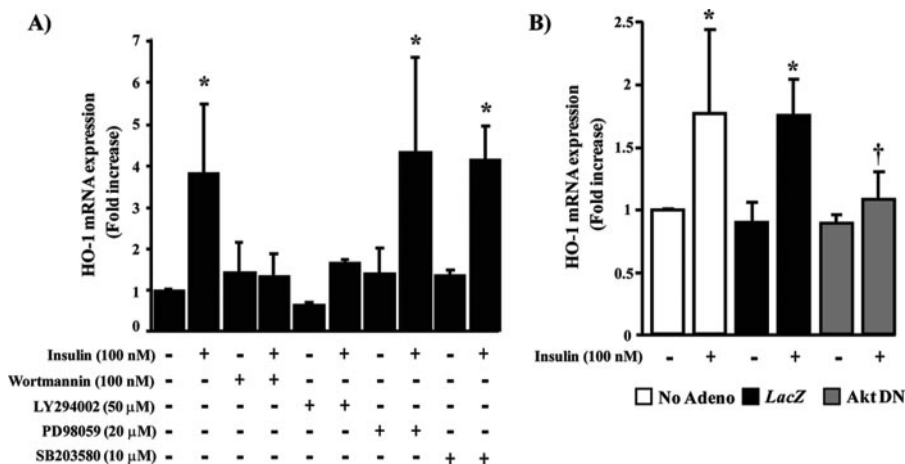 A)
HO-1 mRNA expression
(Fold increase)
7
6
5
4
3
2
1
0
*
*
*
Insulin (100 nM) - + - + - + - + - +
Wortmannin (100 nM) - - + + - - - - - -
LY294002 (50 µM) - - - - + + - - - -
PD98059 (20 µM) - - - - - - + + - -
SB203580 (10 µM) - - - - - - - - + +
B)
HO-1 mRNA expression
(Fold increase)
2.5
2
1.5
1
0.5
0
*
*
†
Insulin (100 nM) - + - + - +
No Adeno LacZ Akt DN